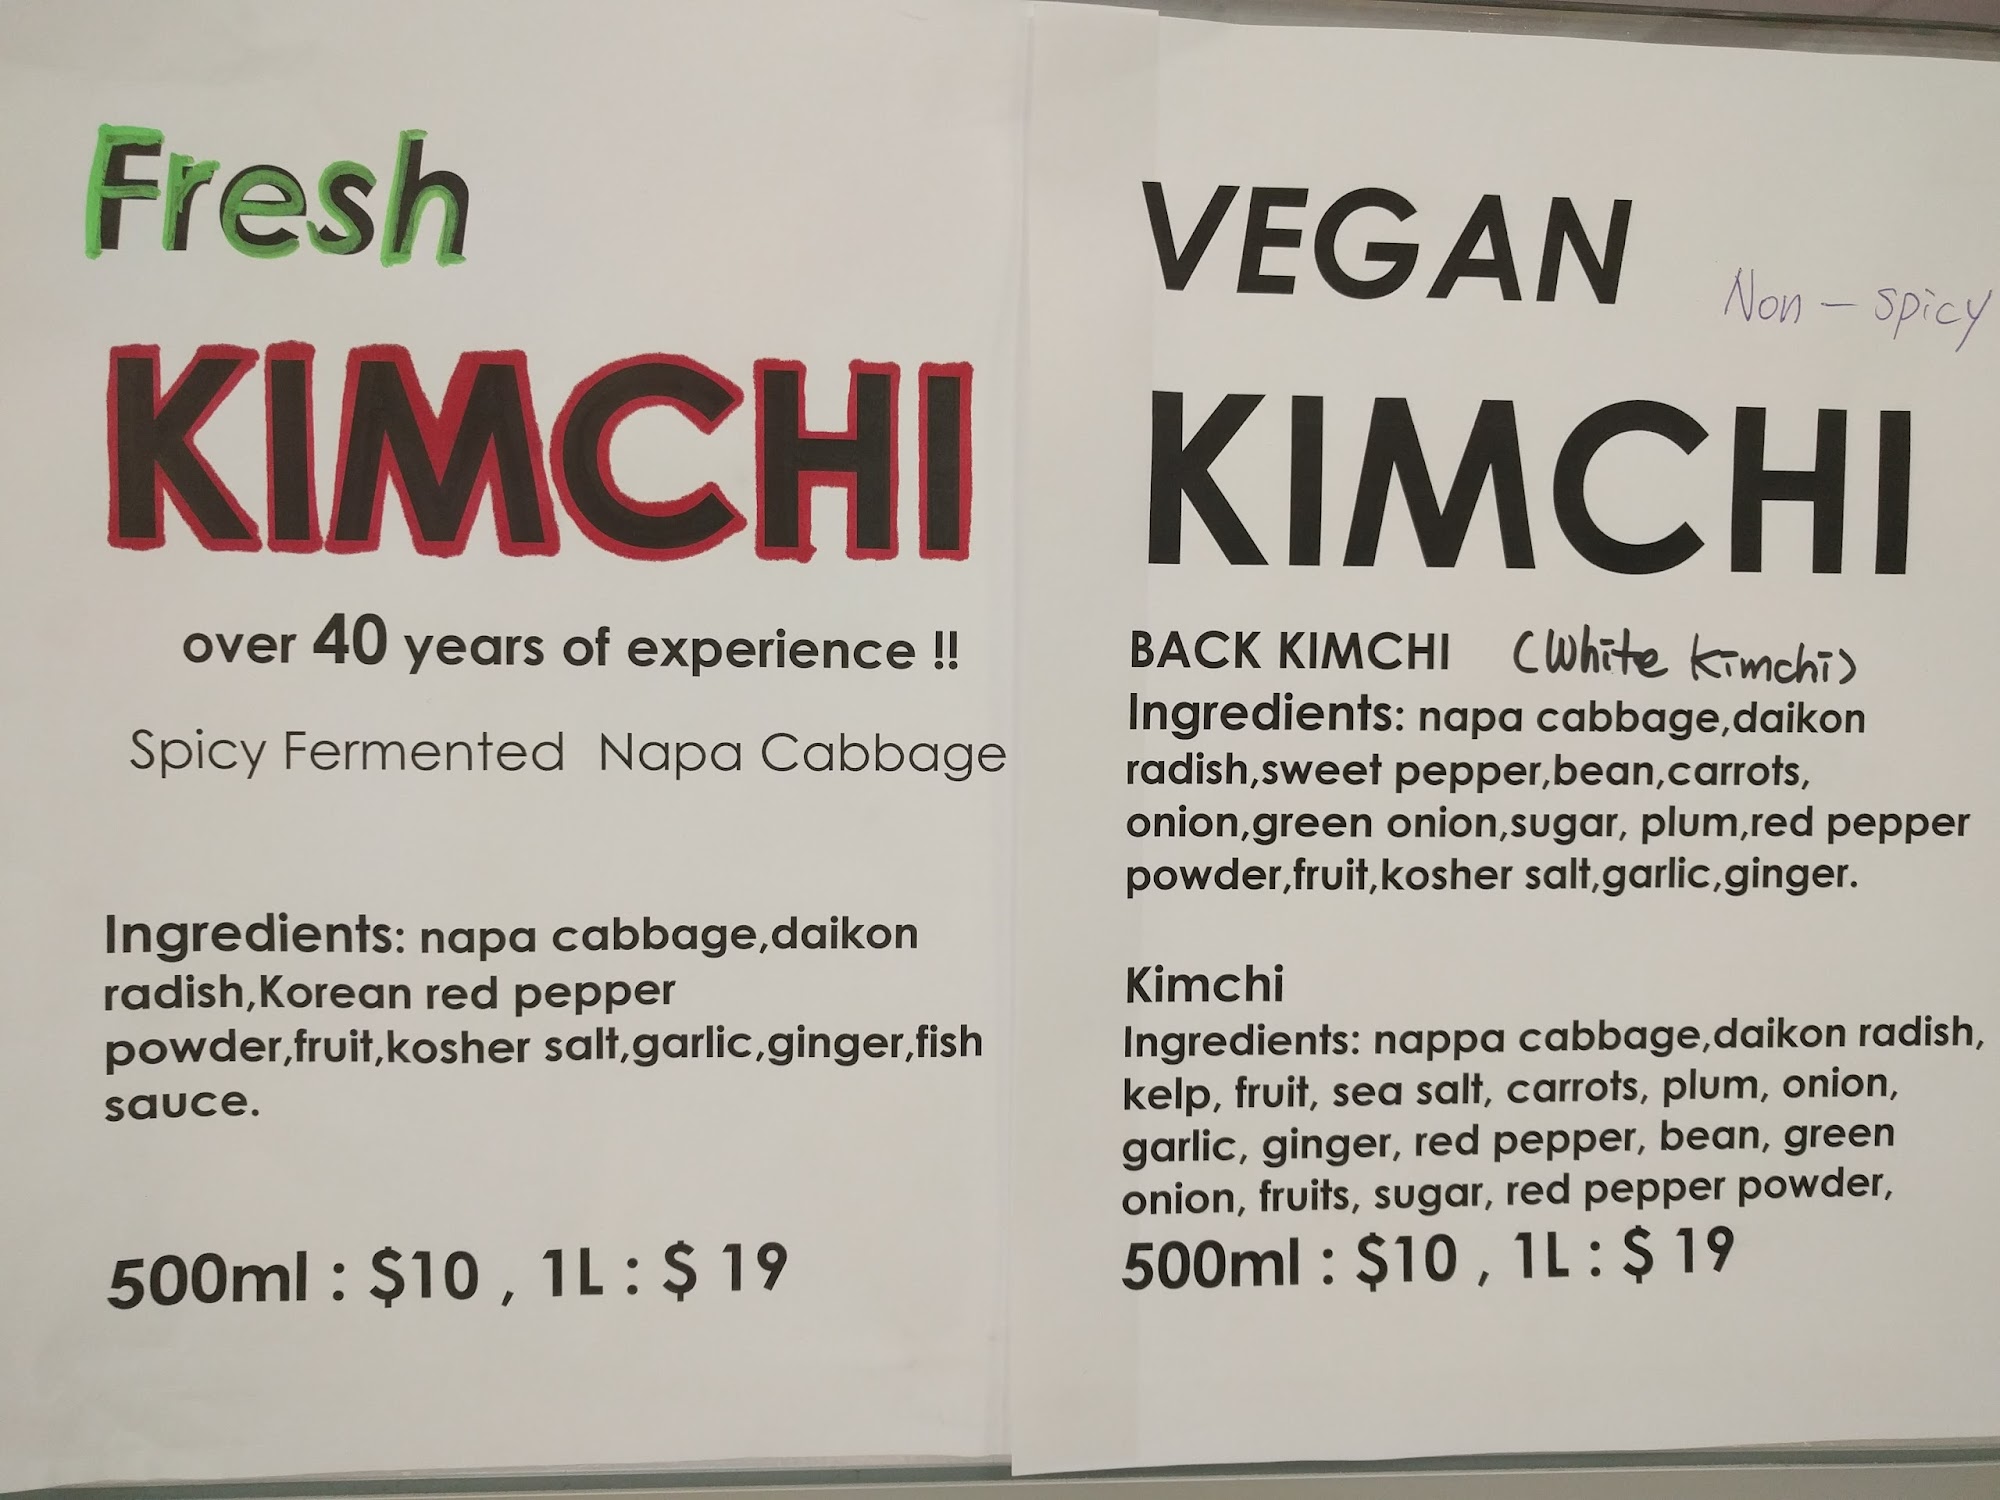 Fresh
KIMCHI
over 40 years of experience !!
Spicy Fermented Napa Cabbage
Ingredients: napa cabbage,daikon
radish,Korean red pepper
powder,fruit,kosher salt,garlic,ginger,fish
sauce.
500ml : $10 , 1L : $ 19
VEGAN
Non - spicy
KIMCHI
BACK KIMCHI (White Kimchi)
Ingredients: napa cabbage,daikon
radish,sweet pepper,bean,carrots,
onion,green onion,sugar, plum,red pepper
powder,fruit,kosher salt,garlic,ginger.
Kimchi
Ingredients: nappa cabbage,daikon radish,
kelp, fruit, sea salt, carrots, plum, onion,
garlic, ginger, red pepper, bean, green
onion, fruits, sugar, red pepper powder,
500ml : $10 , 1L : $ 19